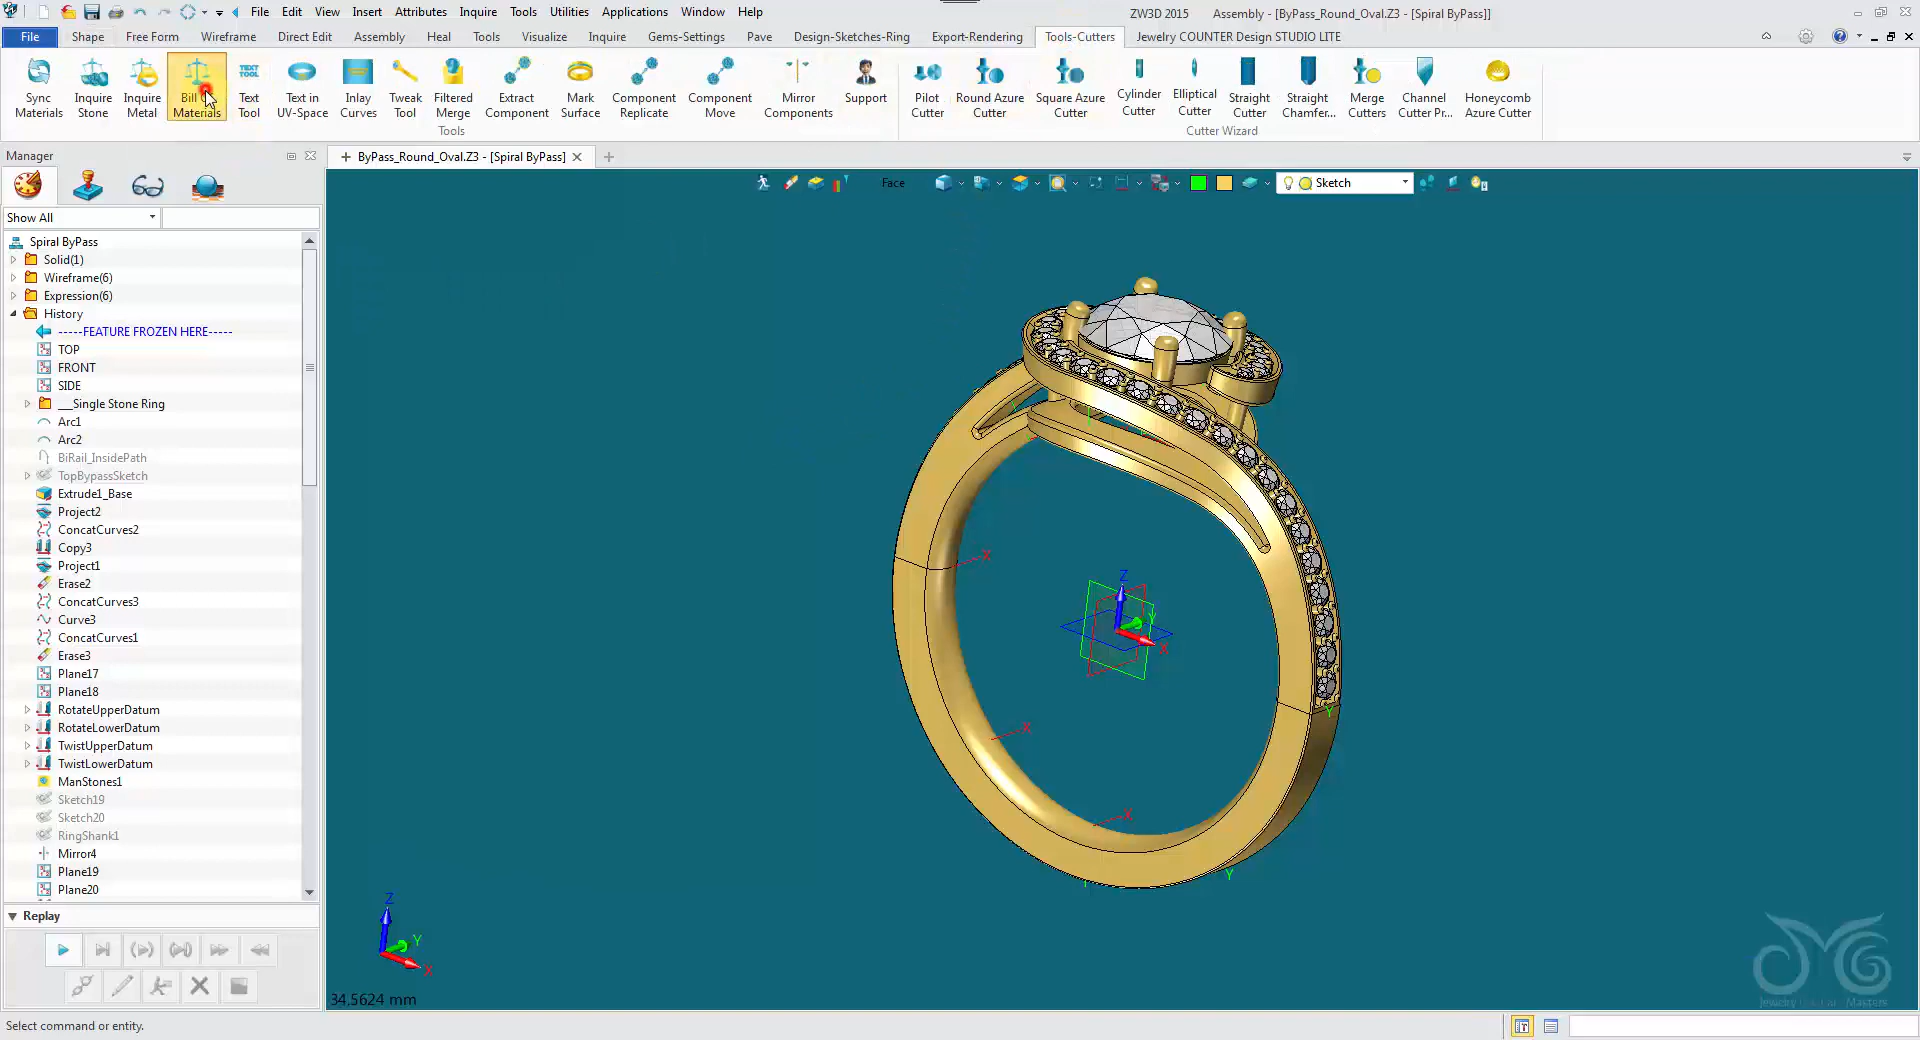 File Edit View Insert Attributes Inquire Tools Utilities Applications Window Help
ZW3D 2015 Assembly - [ByPass_Round_Oval.Z3 - [Spiral ByPass]]
File Shape Free Form Wireframe Direct Edit Assembly Heal Tools Visualize Inquire Gems-Settings Pave Design-Sketches-Ring Export-Rendering Tools-Cutters Jewelry COUNTER Design STUDIO LITE
Sync Materials
Inquire Stone
Inquire Metal
Bill Materials
TEXT TOOL
Text Tool
Text in UV-Space
Inlay Curves
Tweak Tool
Filtered Merge
Extract Component
Mark Surface
Component Replicate
Component Move
Mirror Components
Support
Pilot Cutter
Round Azure Cutter
Square Azure Cutter
Cylinder Cutter
Elliptical Cutter
Straight Cutter
Straight Chamfer...
Merge Cutters
Channel Cutter Pr...
Honeycomb Azure Cutter
Tools
Cutter Wizard
Manager
ByPass_Round_Oval.Z3 - [Spiral ByPass]
Face
Sketch
Show All
Spiral ByPass
Solid(1)
Wireframe(6)
Expression(6)
History
-----FEATURE FROZEN HERE-----
TOP
FRONT
SIDE
___Single Stone Ring
Arc1
Arc2
BiRail_InsidePath
TopBypassSketch
Extrude1_Base
Project2
ConcatCurves2
Copy3
Project1
Erase2
ConcatCurves3
Curve3
ConcatCurves1
Erase3
Plane17
Plane18
RotateUpperDatum
RotateLowerDatum
TwistUpperDatum
TwistLowerDatum
ManStones1
Sketch19
Sketch20
RingShank1
Mirror4
Plane19
Plane20
Replay
X
X
X
Y
Y
Z
Y
X
Z
Y
X
34.5624 mm
Select command or entity.